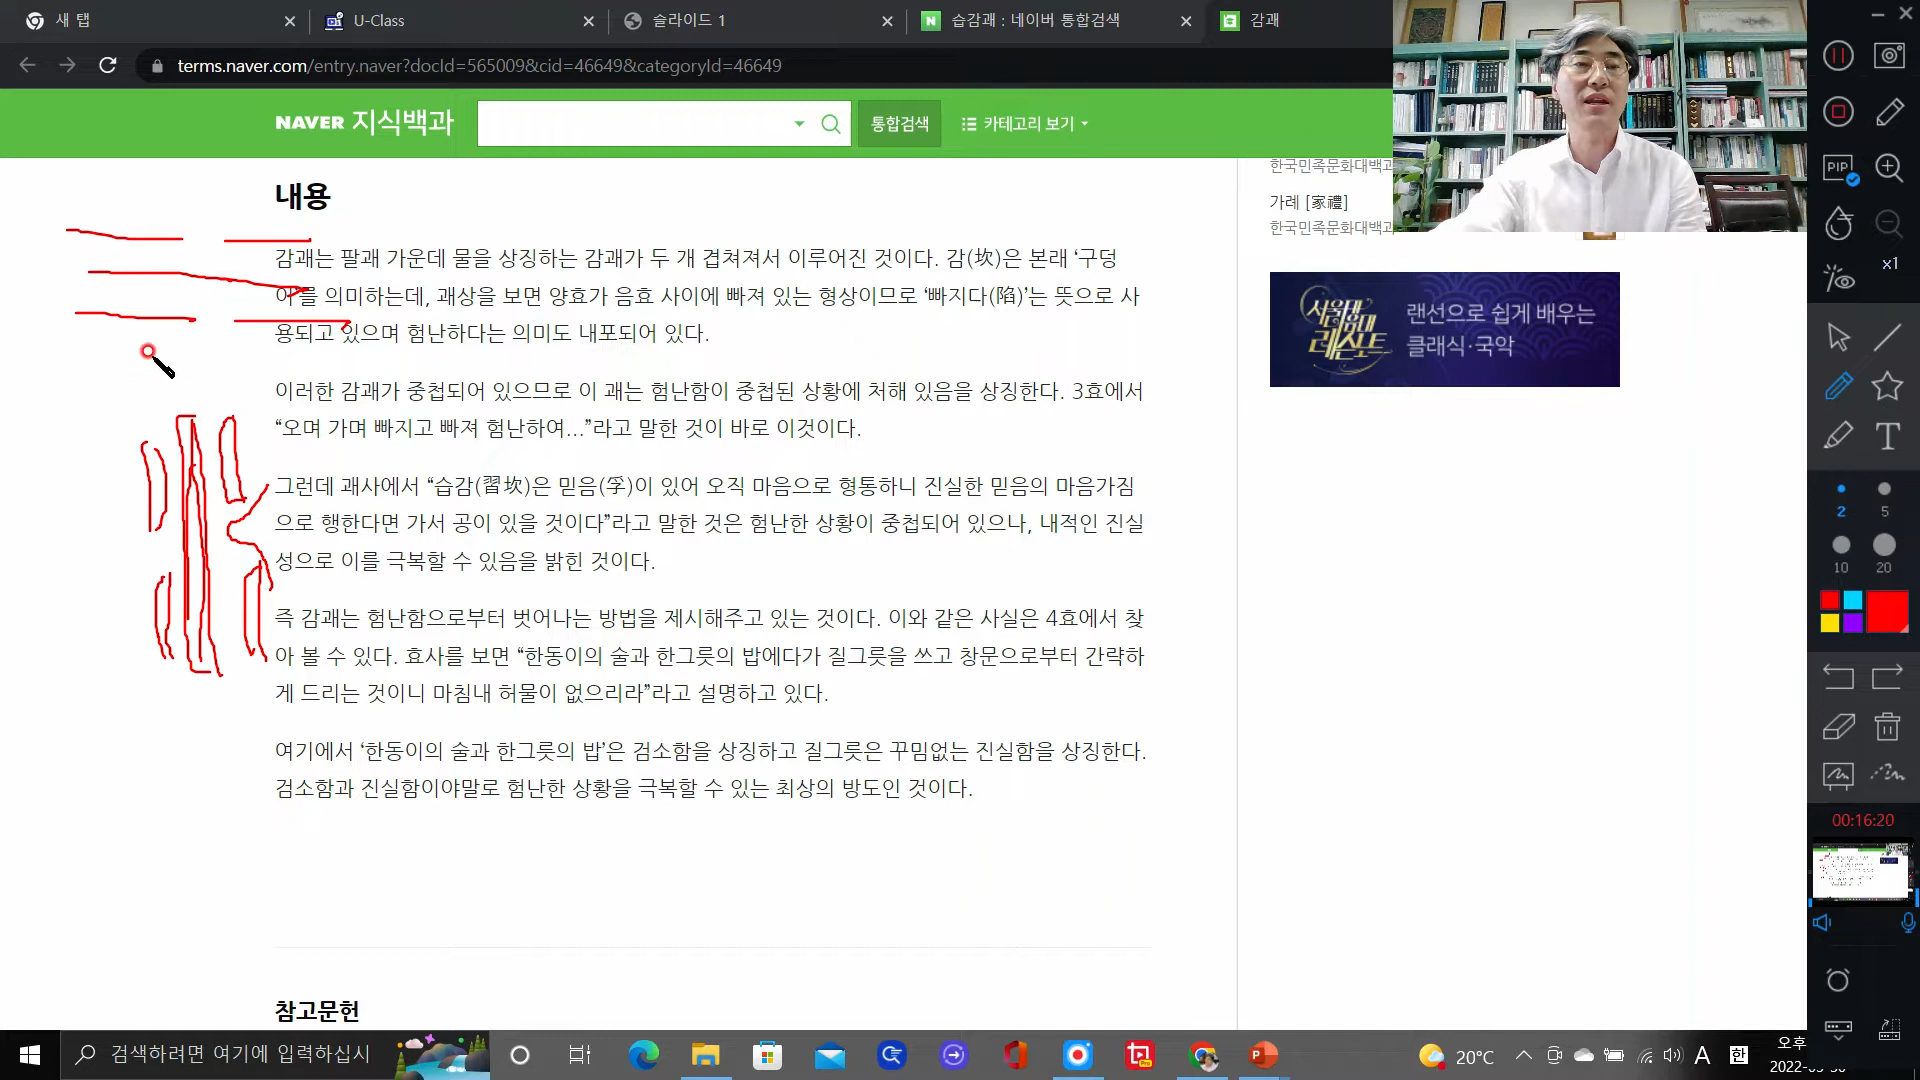 새 탭
U-Class
슬라이드 1
습감괘 : 네이버 통합검색
감괘
terms.naver.com/entry.naver?docId=565009&cid=46649&categoryId=46649
NAVER 지식백과
통합검색
카테고리 보기
내용
감괘는 팔괘 가운데 물을 상징하는 감괘가 두 개 겹쳐져서 이루어진 것이다. 감(坎)은 본래 ‘구덩
이’를 의미하는데, 괘상을 보면 양효가 음효 사이에 빠져 있는 형상이므로 ‘빠지다(陷)’는 뜻으로 사
용되고 있으며 험난하다는 의미도 내포되어 있다.
이러한 감괘가 중첩되어 있으므로 이 괘는 험난함이 중첩된 상황에 처해 있음을 상징한다. 3효에서
“오며 가며 빠지고 빠져 험난하여...”라고 말한 것이 바로 이것이다.
그런데 괘사에서 “습감(習坎)은 믿음(孚)이 있어 오직 마음으로 형통하니 진실한 믿음의 마음가짐
으로 행한다면 가서 공이 있을 것이다”라고 말한 것은 험난한 상황이 중첩되어 있으나, 내적인 진실
성으로 이를 극복할 수 있음을 밝힌 것이다.
즉 감괘는 험난함으로부터 벗어나는 방법을 제시해주고 있는 것이다. 이와 같은 사실은 4효에서 찾
아 볼 수 있다. 효사를 보면 “한동이의 술과 한그릇의 밥에다가 질그릇을 쓰고 창문으로부터 간략하
게 드리는 것이니 마침내 허물이 없으리라”라고 설명하고 있다.
여기에서 ‘한동이의 술과 한그릇의 밥’은 검소함을 상징하고 질그릇은 꾸밈없는 진실함을 상징한다.
검소함과 진실함이야말로 험난한 상황을 극복할 수 있는 최상의 방도인 것이다.
참고문헌
한국민족문화대백과
가례 [家禮]
한국민족문화대백과
서울대
음대
레슨노트
랜선으로 쉽게 배우는
클래식·국악
PIP
x1
T
2
5
10
20
00:16:20
검색하려면 여기에 입력하십시
20°C
A
한
오후